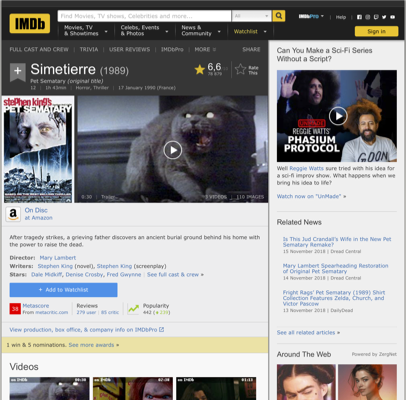 IMDb
Find Movies, TV shows, Celebrities and more...
All
IMDbPro
Help
Movies, TV
& Showtimes
Celebs, Events
& Photos
News &
Community
Watchlist
Sign in
FULL CAST AND CREW | TRIVIA | USER REVIEWS | IMDbPro | MORE
SHARE
Simetierre (1989)
Pet Sematary (original title)
12 | 1h 43min | Horror, Thriller | 17 January 1990 (France)
6,6
Rate
This
stephen king's
PET SEMATARY
0:30 | Trailer
2 VIDEOS | 110 IMAGES
On Disc
at Amazon
After tragedy strikes, a grieving father discovers an ancient burial ground behind his home with
the power to raise the dead.
Director: Mary Lambert
Writers: Stephen King (novel), Stephen King (screenplay)
Stars: Dale Midkiff, Denise Crosby, Fred Gwynne | See full cast & crew »
+ Add to Watchlist
38
Metascore
From metacritic.com
Reviews
279 user | 85 critic
Popularity
442
View production, box office, & company info on IMDbPro
1 win & 5 nominations. See more awards »
Videos
Can You Make a Sci-Fi Series
Without a Script?
REGGIE WATTS'
PHASIUM
PROTOCOL
Well Reggie Watts sure tried with his idea for
a sci-fi improv show. What happens when we
bring his idea to life?
Watch now on "UnMade" »
Related News
Is This Jud Crandall's Wife in the New Pet
Sematary Remake?
15 November 2018 | Dread Central
Mary Lambert Spearheading Restoration
of Original Pet Sematary
14 November 2018 | Dread Central
Fright Rags' Pet Sematary (1989) Shirt
Collection Features Zelda, Church, and
Victor Pascow
13 November 2018 | DailyDead
See all related articles »
Around The Web
Powered by ZergNet